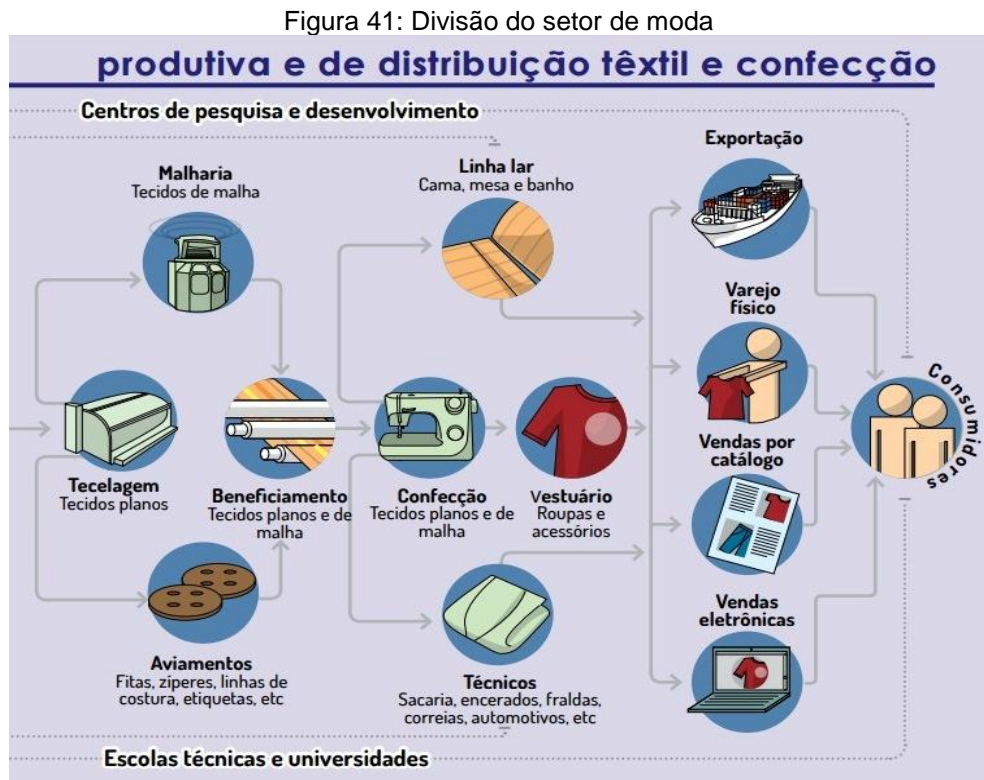 Figura 41: Divisão do setor de moda
produtiva e de distribuição têxtil e confecção
Centros de pesquisa e desenvolvimento
Malharia
Tecidos de malha
Linha lar
Cama, mesa e banho
Exportação
Varejo
físico
Tecelagem
Tecidos planos
Beneficiamento
Tecidos planos e de
malha
Confecção
Tecidos planos e de
malha
Vestuário
Roupas e
acessórios
Vendas por
catálogo
Consumidores
Aviamentos
Fitas, zíperes, linhas de
costura, etiquetas, etc
Técnicos
Sacaria, encerados, fraldas,
correias, automotivos, etc
Vendas
eletrônicas
Escolas técnicas e universidades